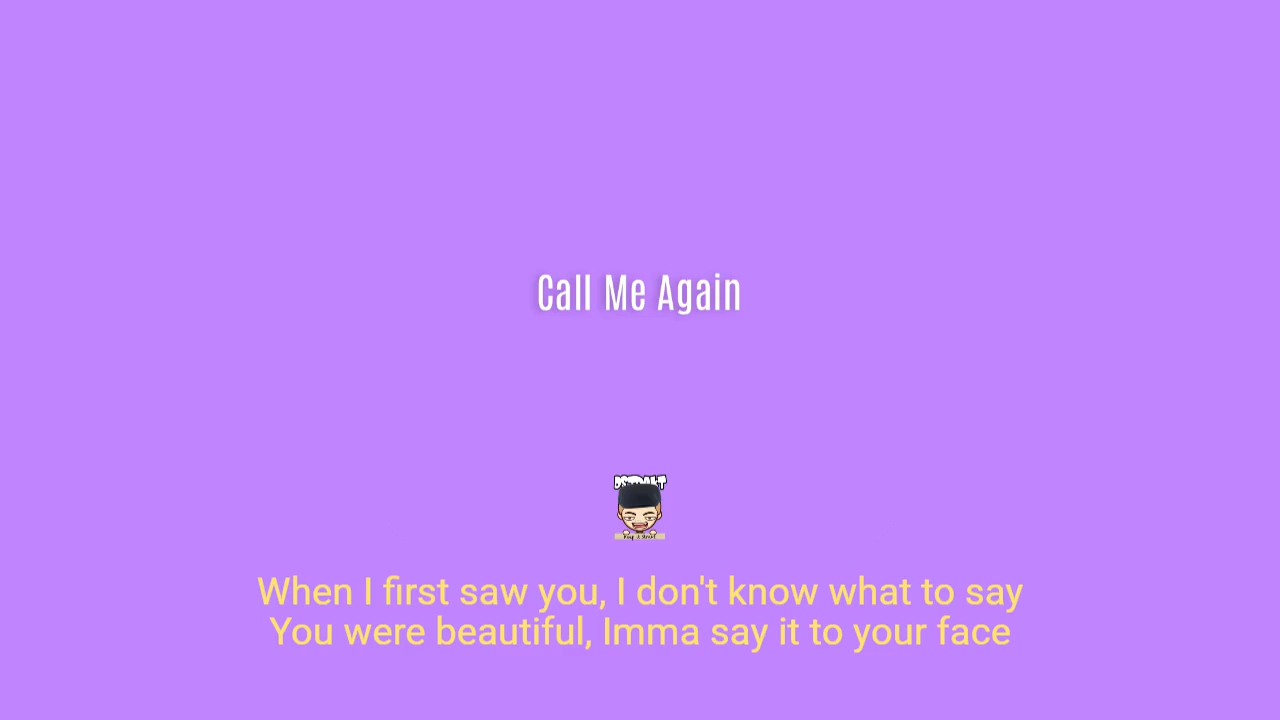 Call Me Again
When I first saw you, I don't know what to say
You were beautiful, Imma say it to your face